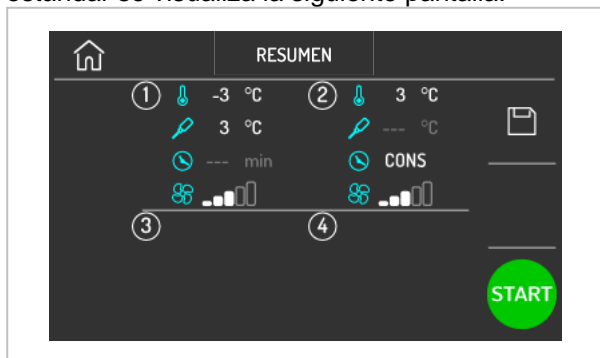 estándar se visualiza la siguiente pantalla:
RESUMEN
1 -3 °C 2 3 °C
3 °C --- °C
--- min CONS
3 4
START